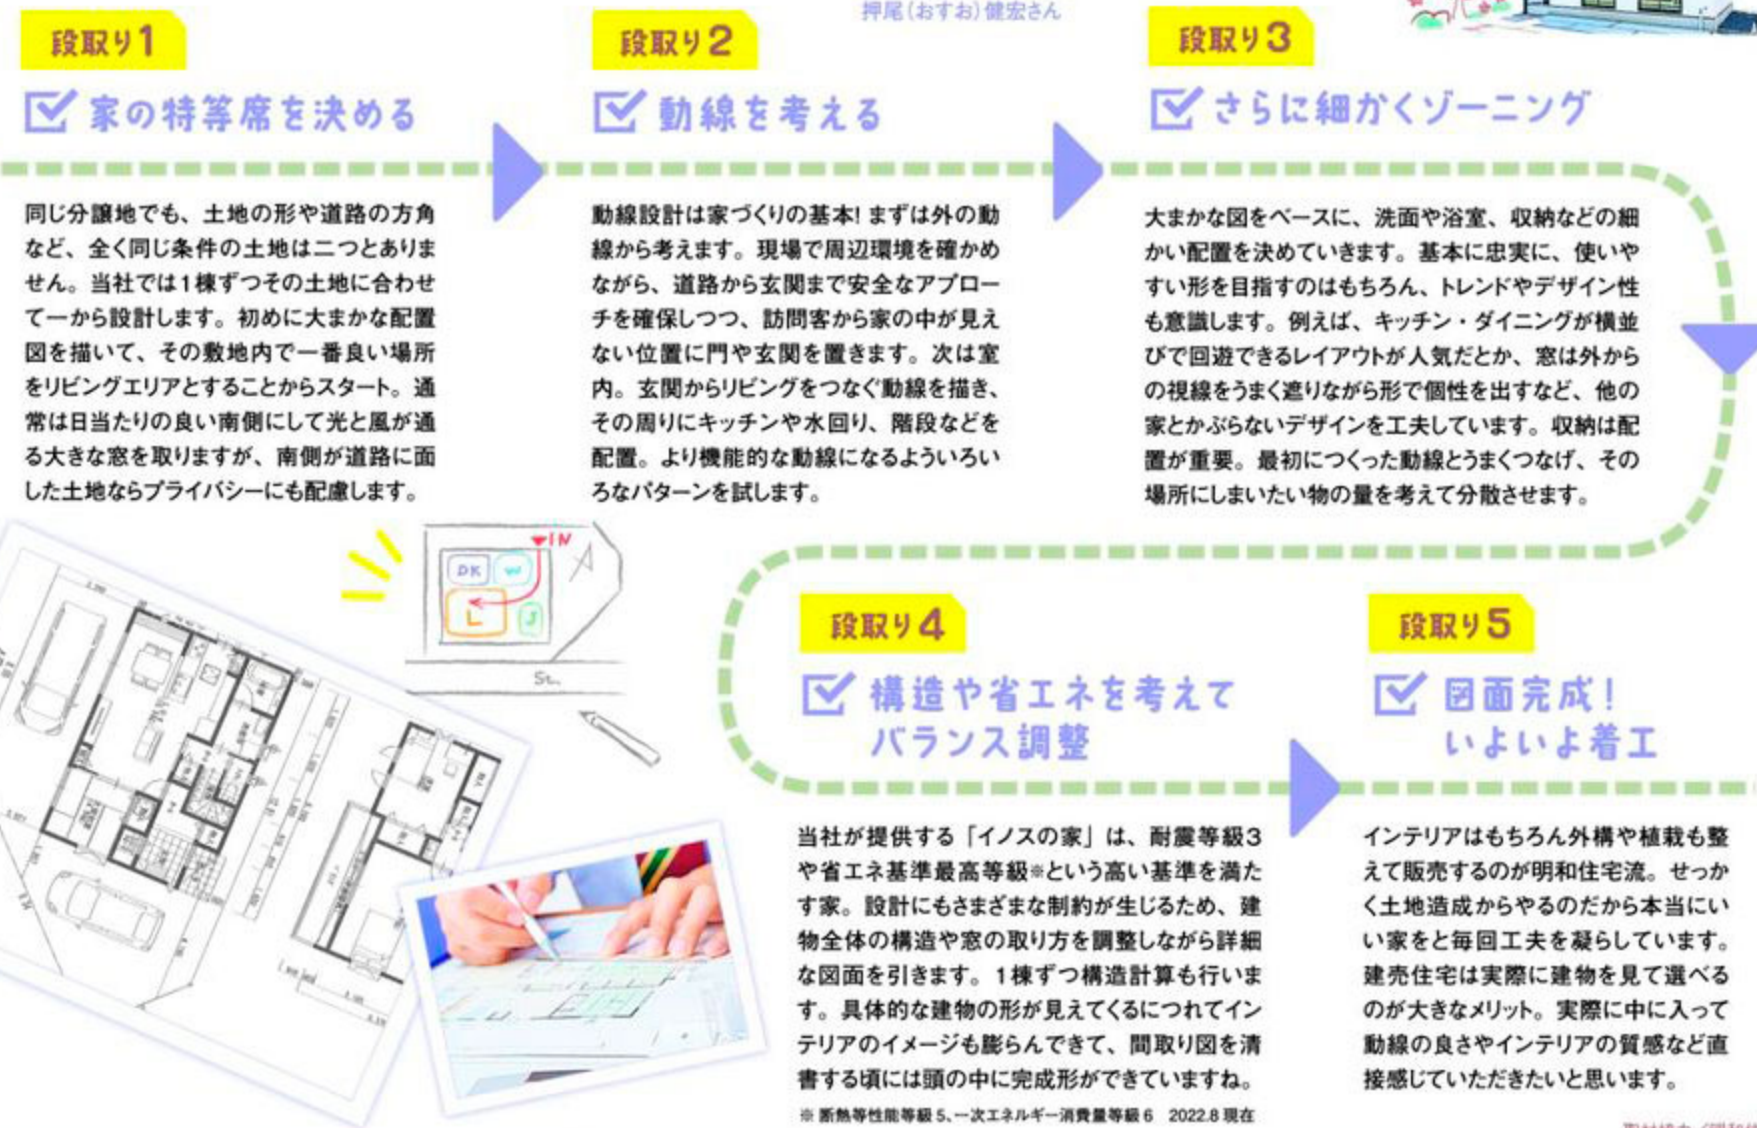 押尾(おすお)健宏さん
段取り1
家の特等席を決める
同じ分譲地でも、土地の形や道路の方角
など、全く同じ条件の土地は二つとありま
せん。当社では1棟ずつその土地に合わせ
て一から設計します。初めに大まかな配置
図を描いて、その敷地内で一番良い場所
をリビングエリアとすることからスタート。通
常は日当たりの良い南側にして光と風が通
る大きな窓を取りますが、南側が道路に面
した土地ならプライバシーにも配慮します。
段取り2
動線を考える
動線設計は家づくりの基本! まずは外の動
線から考えます。現場で周辺環境を確かめ
ながら、道路から玄関まで安全なアプロー
チを確保しつつ、訪問客から家の中が見え
ない位置に門や玄関を置きます。次は室
内。玄関からリビングをつなぐ動線を描き、
その周りにキッチンや水回り、階段などを
配置。より機能的な動線になるよういろい
ろなパターンを試します。
段取り3
さらに細かくゾーニング
大まかな図をベースに、洗面や浴室、収納などの細
かい配置を決めていきます。基本に忠実に、使いや
すい形を目指すのはもちろん、トレンドやデザイン性
も意識します。例えば、キッチン・ダイニングが横並
びで回遊できるレイアウトが人気だとか、窓は外から
の視線をうまく遮りながら形で個性を出すなど、他の
家とかぶらないデザインを工夫しています。収納は配
置が重要。最初につくった動線とうまくつなげ、その
場所にしまいたい物の量を考えて分散させます。
IN
DK
W
L
J
St.
段取り4
構造や省エネを考えて
バランス調整
当社が提供する「イノスの家」は、耐震等級3
や省エネ基準最高等級※という高い基準を満た
す家。設計にもさまざまな制約が生じるため、建
物全体の構造や窓の取り方を調整しながら詳細
な図面を引きます。1棟ずつ構造計算も行いま
す。具体的な建物の形が見えてくるにつれてイン
テリアのイメージも膨らんできて、間取り図を清
書する頃には頭の中に完成形ができていますね。
※ 断熱等性能等級5、一次エネルギー消費量等級6 2022.8 現在
段取り5
図面完成!
いよいよ着工
インテリアはもちろん外構や植栽も整
えて販売するのが明和住宅流。せっか
く土地造成からやるのだから本当にい
い家をと毎回工夫を凝らしています。
建売住宅は実際に建物を見て選べる
のが大きなメリット。実際に中に入って
動線の良さやインテリアの質感など直
接感じていただきたいと思います。